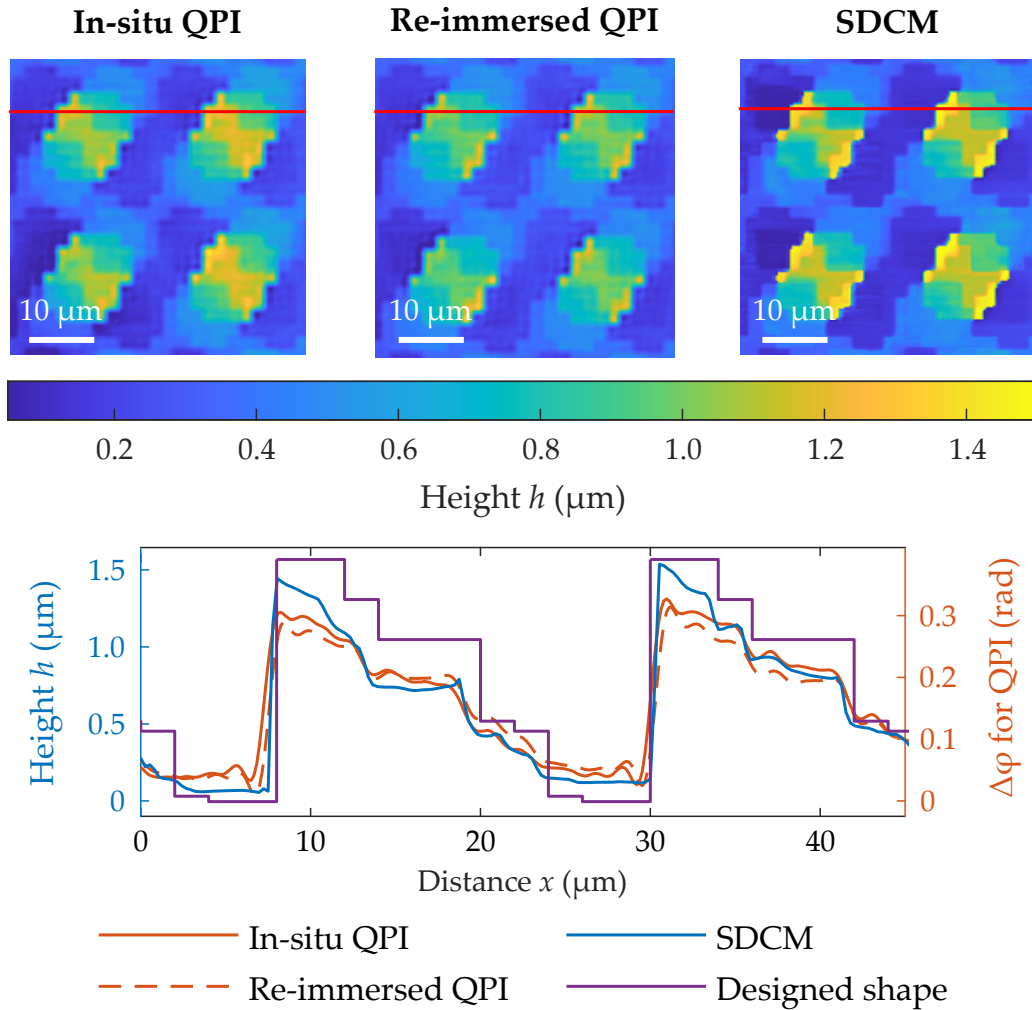 In-situ QPI Re-immersed QPI SDCM
10 μm 10 μm 10 μm
0.2 0.4 0.6 0.8 1.0 1.2 1.4
Height h (μm)
1.5
1.0
0.5
0
Height h (μm)
0.3
0.2
0.1
0
Δφ for QPI (rad)
0 10 20 30 40
Distance x (μm)
In-situ QPI SDCM
Re-immersed QPI Designed shape